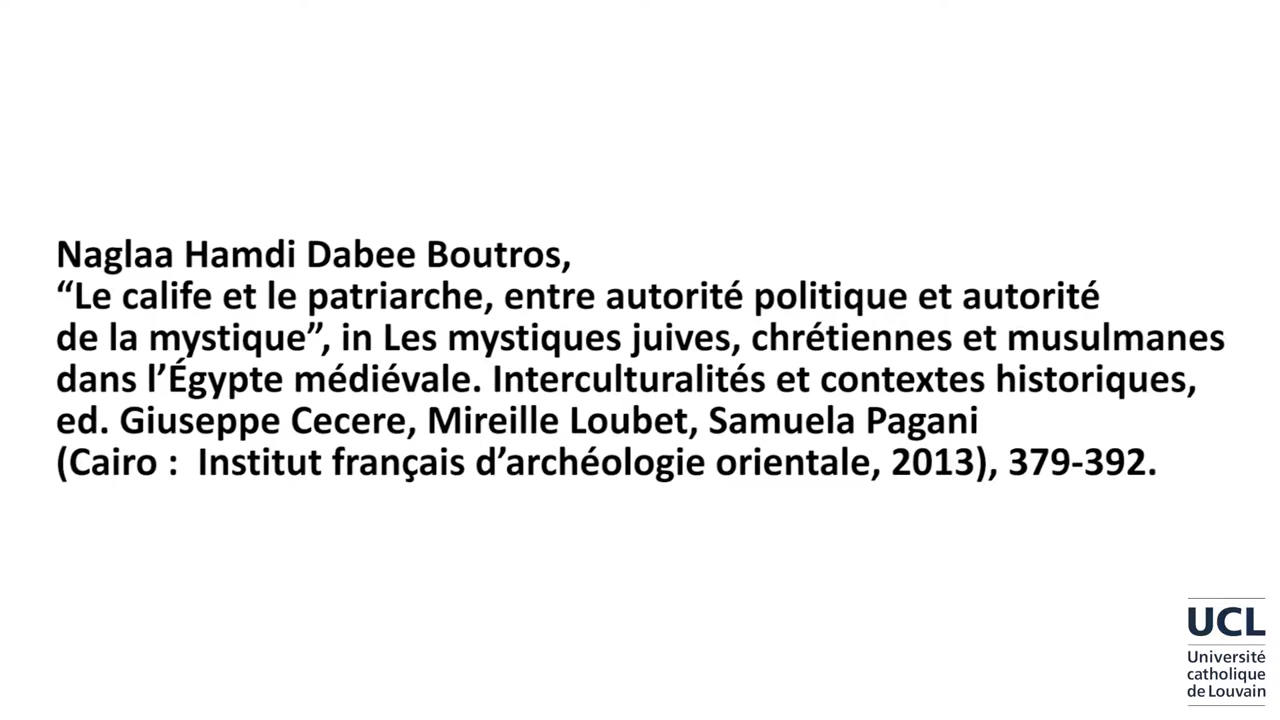 Naglaa Hamdi Dabee Boutros,
“Le calife et le patriarche, entre autorité politique et autorité
de la mystique”, in Les mystiques juives, chrétiennes et musulmanes
dans l’Égypte médiévale. Interculturalités et contextes historiques,
ed. Giuseppe Cecere, Mireille Loubet, Samuela Pagani
(Cairo :  Institut français d’archéologie orientale, 2013), 379-392.
UCL
Université
catholique
de Louvain